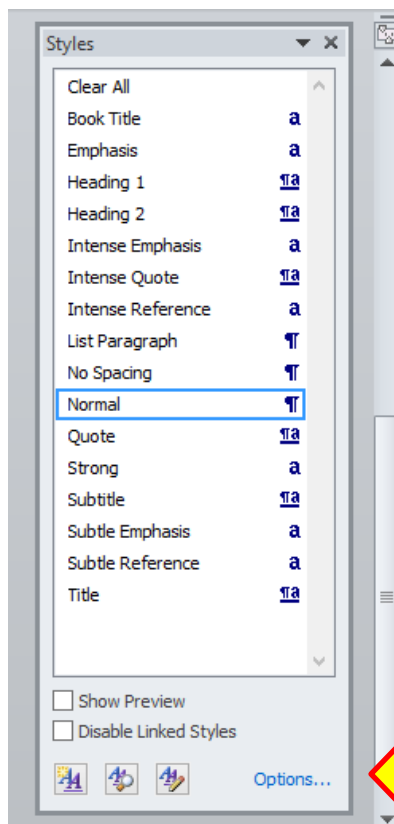 Styles
Clear All
Book Title a
Emphasis a
Heading 1 ¶a
Heading 2 ¶a
Intense Emphasis a
Intense Quote ¶a
Intense Reference a
List Paragraph ¶
No Spacing ¶
Normal ¶
Quote ¶a
Strong a
Subtitle ¶a
Subtle Emphasis a
Subtle Reference a
Title ¶a
Show Preview
Disable Linked Styles
Options...